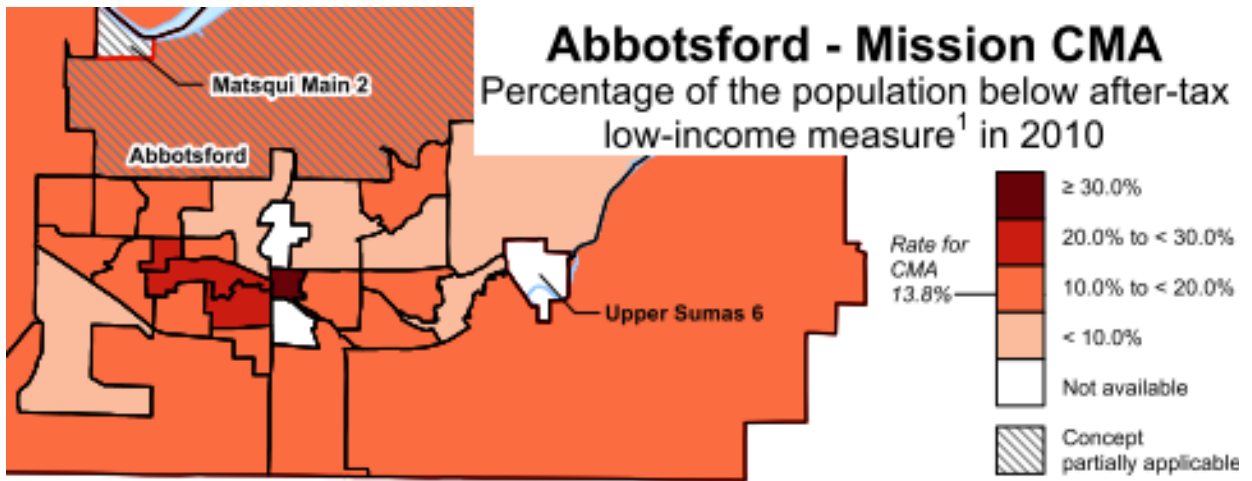 Abbotsford - Mission CMA
Percentage of the population below after-tax
low-income measure¹ in 2010
Matsqui Main 2
Abbotsford
Upper Sumas 6
Rate for
CMA
13.8%
≥ 30.0%
20.0% to < 30.0%
10.0% to < 20.0%
< 10.0%
Not available
Concept
partially applicable